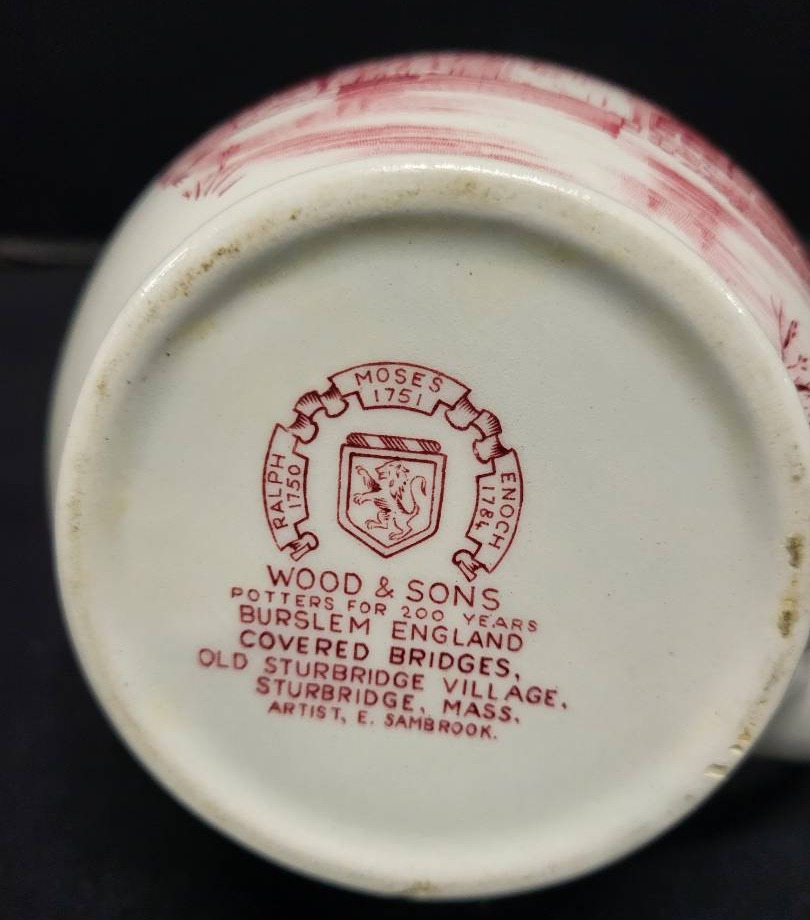 MOSES
1751
RALPH
1750
ENOCH
1784
WOOD & SONS
POTTERS FOR 200 YEARS
BURSLEM ENGLAND
COVERED BRIDGES,
OLD STURBRIDGE VILLAGE,
STURBRIDGE, MASS.
ARTIST, E. SAMBROOK.